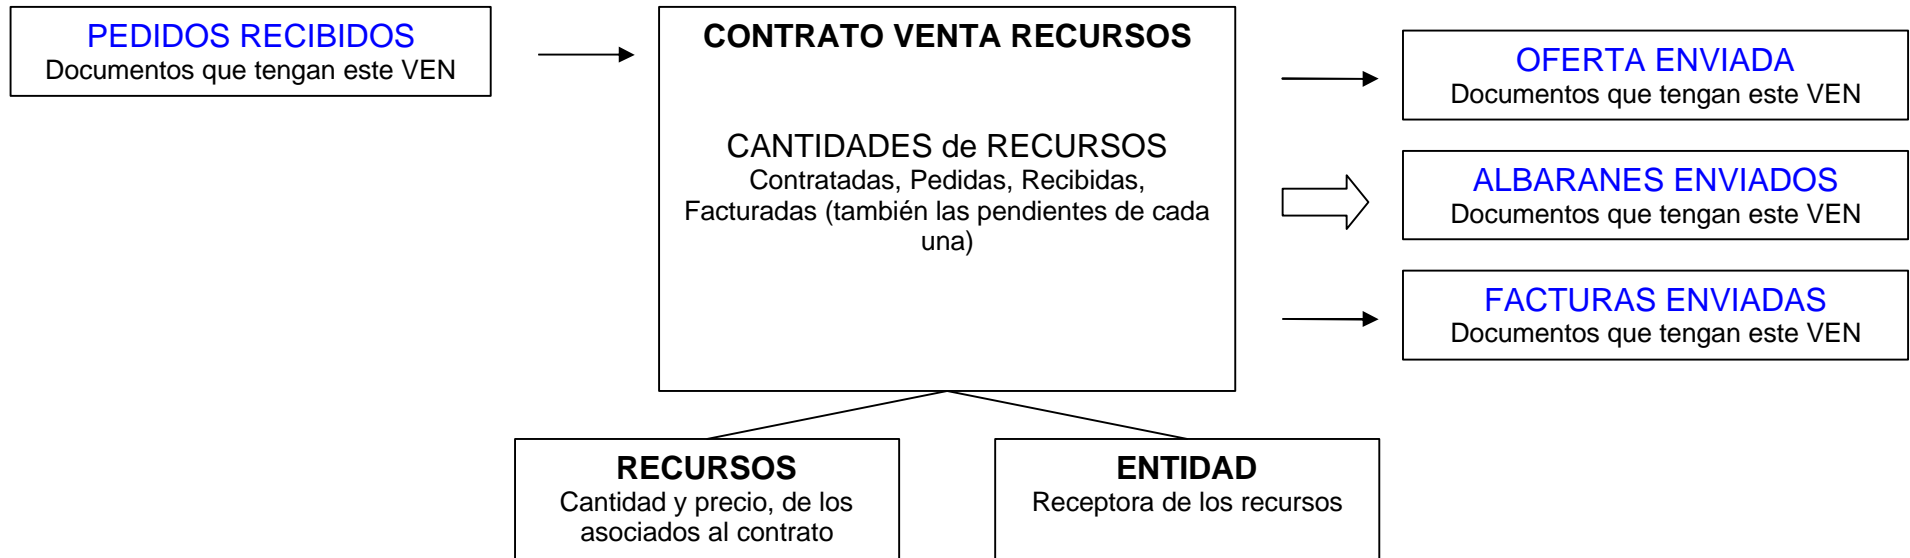 PEDIDOS RECIBIDOS
Documentos que tengan este VEN
CONTRATO VENTA RECURSOS
CANTIDADES de RECURSOS
Contratadas, Pedidas, Recibidas,
Facturadas (también las pendientes de cada
una)
OFERTA ENVIADA
Documentos que tengan este VEN
ALBARANES ENVIADOS
Documentos que tengan este VEN
FACTURAS ENVIADAS
Documentos que tengan este VEN
RECURSOS
Cantidad y precio, de los
asociados al contrato
ENTIDAD
Receptora de los recursos